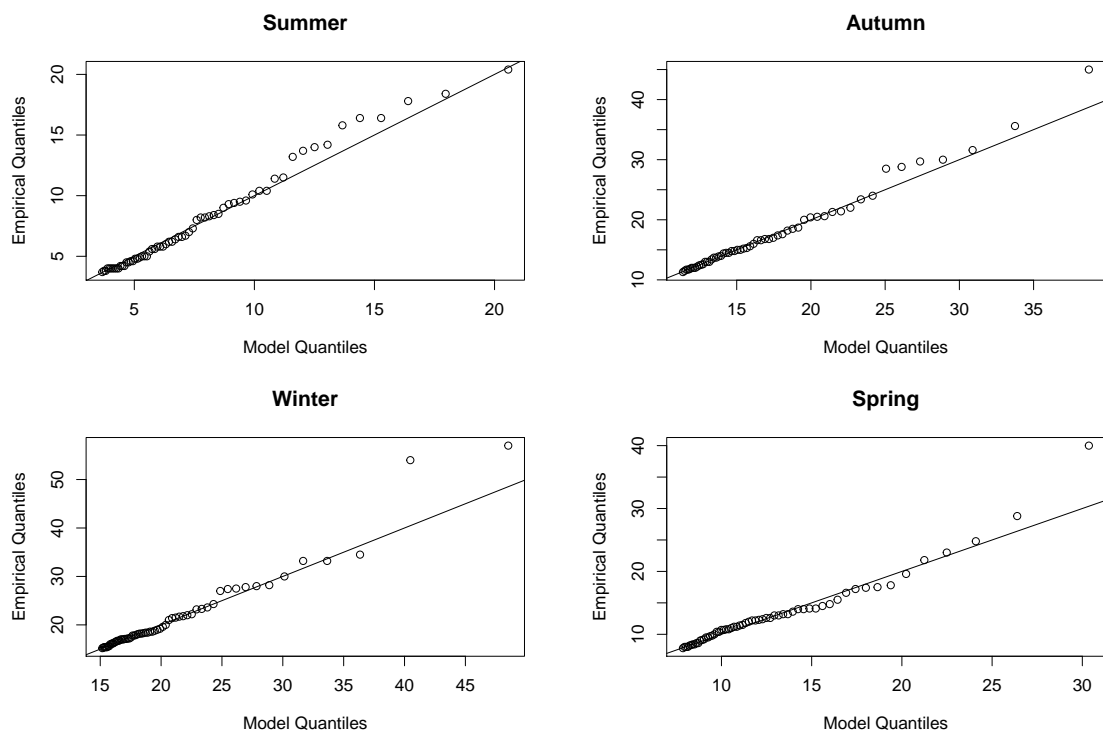 Summer
Empirical Quantiles
20
15
10
5
5 10 15 20
Model Quantiles
Autumn
Empirical Quantiles
40
30
20
10
15 20 25 30 35
Model Quantiles
Winter
Empirical Quantiles
50
40
30
20
15 20 25 30 35 40 45
Model Quantiles
Spring
Empirical Quantiles
40
30
20
10
10 15 20 25 30
Model Quantiles